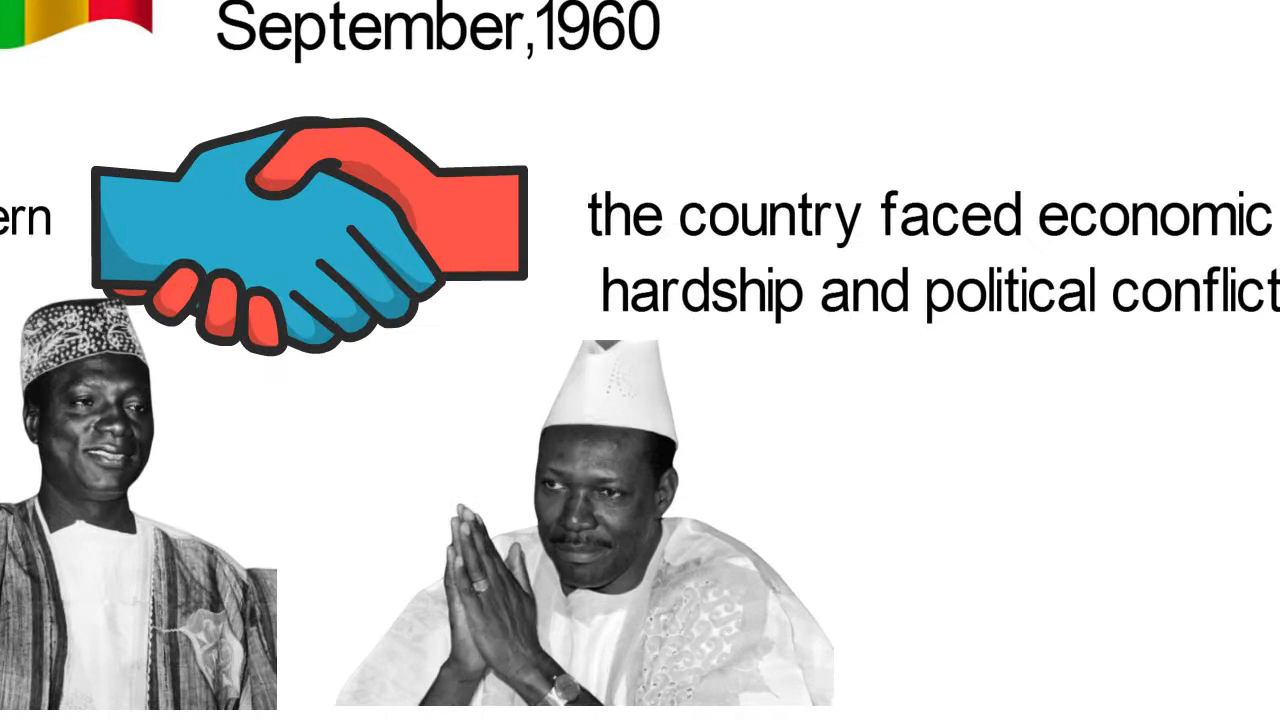 September,1960
ern
the country faced economic
hardship and political conflict